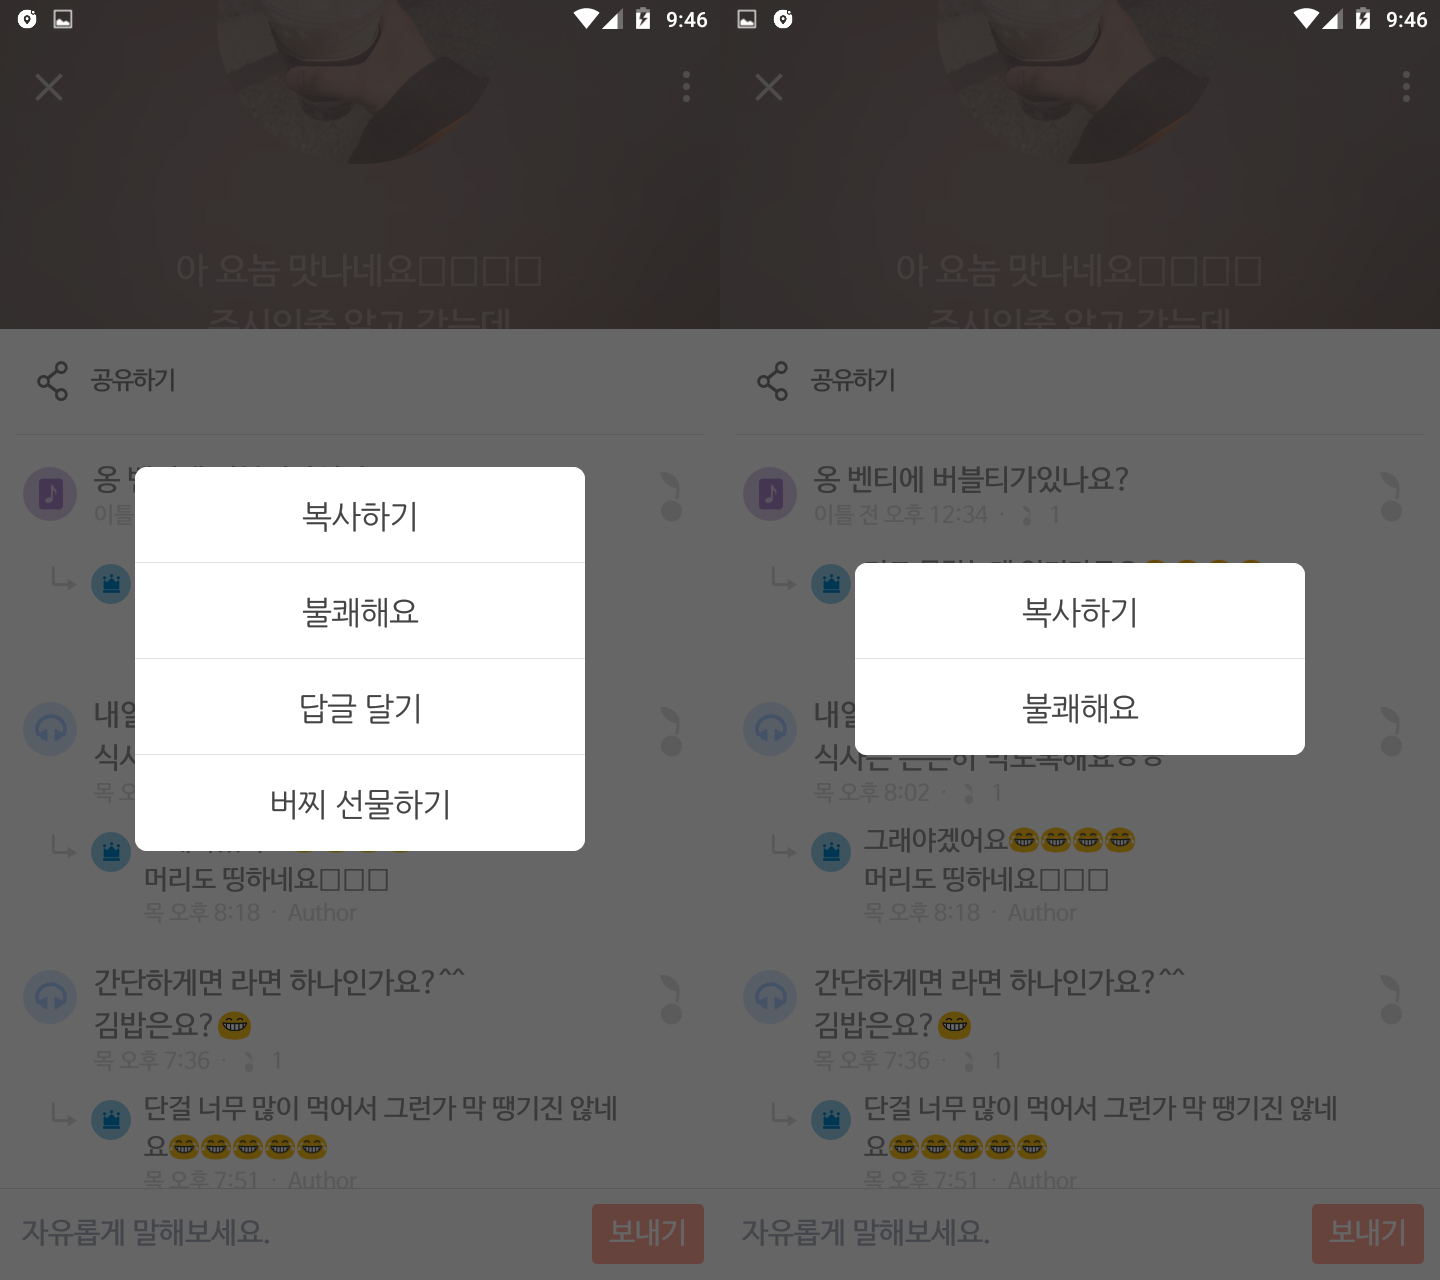 9:46
아 요놈 맛나네요□□□□
공유하기
옹
이틀
복사하기
불쾌해요
답글 달기
버찌 선물하기
내일
식사
목 오
머리도 띵하네요□□□
목 오후 8:18 · Author
간단하게면 라면 하나인가요?^^
김밥은요?😁
목 오후 7:36 · 1
단걸 너무 많이 먹어서 그런가 막 땡기진 않네
요😂😂😂😂😂
목 오후 7:51 · Author
자유롭게 말해보세요.
보내기
9:46
아 요놈 맛나네요□□□□
공유하기
옹 벤티에 버블티가있나요?
이틀 전 오후 12:34 · 1
복사하기
불쾌해요
내일
식사는 든든히 먹도록해요ㅎㅎ
목 오후 8:02 · 1
그래야겠어요😂😂😂😂
머리도 띵하네요□□□
목 오후 8:18 · Author
간단하게면 라면 하나인가요?^^
김밥은요?😁
목 오후 7:36 · 1
단걸 너무 많이 먹어서 그런가 막 땡기진 않네
요😂😂😂😂😂
목 오후 7:51 · Author
자유롭게 말해보세요.
보내기